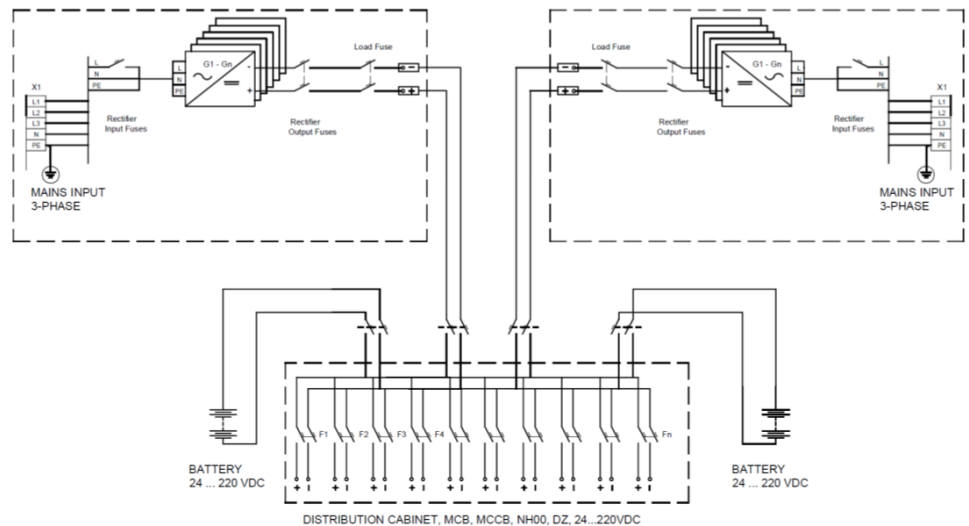 G1 - Gn
Load Fuse
L
N
PE
L
N
PE
-
+
-
+
X1
L1
L2
L3
N
PE
Rectifier
Input Fuses
Rectifier
Output Fuses
MAINS INPUT
3-PHASE
Load Fuse
G1 - Gn
-
+
-
+
L
N
PE
L
N
PE
X1
L1
L2
L3
N
PE
Rectifier
Output Fuses
Rectifier
Input Fuses
MAINS INPUT
3-PHASE
F1 F2 F3 F4 Fn
BATTERY
24 ... 220 VDC
BATTERY
24 ... 220 VDC
+ - + - + - + - + - + - + - + - + - + -
DISTRIBUTION CABINET, MCB, MCCB, NH00, DZ, 24...220VDC